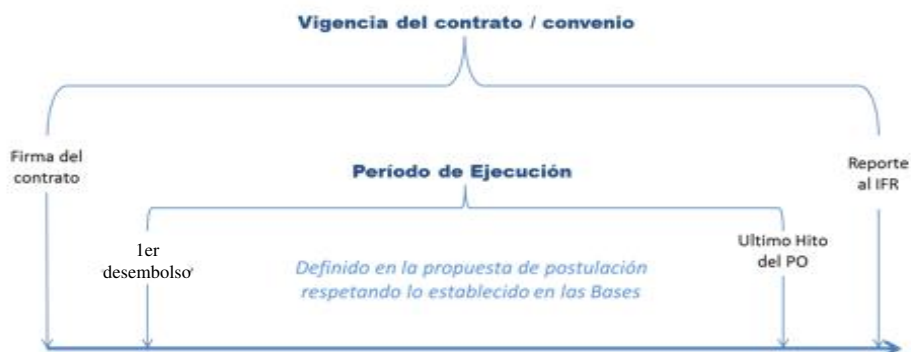 Vigencia del contrato / convenio
Firma del
contrato
Reporte
al IFR
Período de Ejecución
1er
desembolso
Ultimo Hito
del PO
Definido en la propuesta de postulación
respetando lo establecido en las Bases